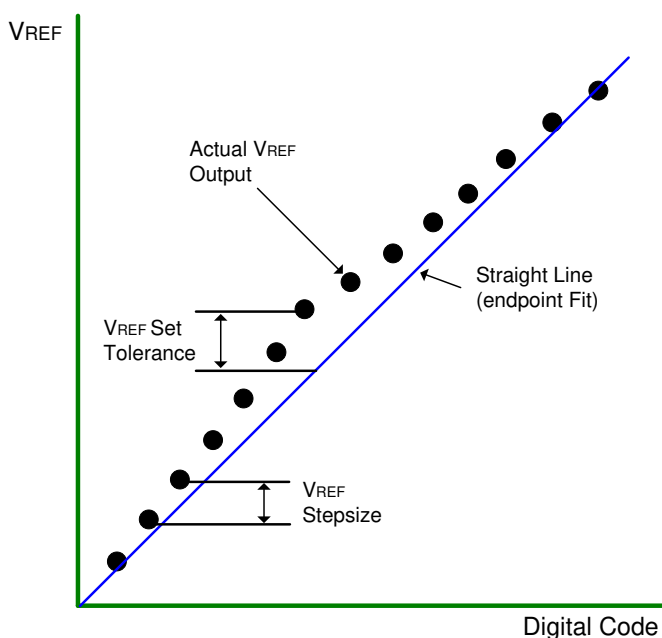 VREF
Actual VREF
Output
Straight Line
(endpoint Fit)
VREF Set
Tolerance
VREF
Stepsize
Digital Code